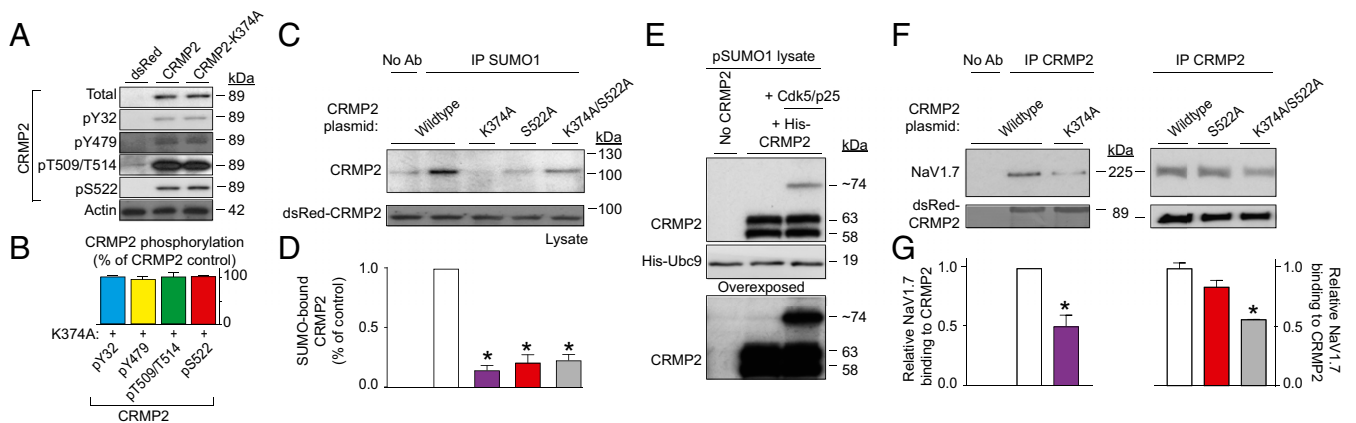 A
dsRed
CRMP2
CRMP2-K374A
kDa
CRMP2
Total
89
pY32
89
pY479
89
pT509/T514
89
pS522
89
Actin
42
B
CRMP2 phosphorylation
(% of CRMP2 control)
100
0
K374A: + + + +
pY32
pY479
pT509/T514
pS522
CRMP2
C
No Ab
IP SUMO1
CRMP2
plasmid:
Wildtype
K374A
S522A
K374A/S522A
kDa
130
CRMP2
100
dsRed-CRMP2
100
Lysate
D
SUMO-bound
CRMP2
(% of control)
1.0
0.5
0.0
* * *
E
pSUMO1 lysate
No CRMP2
+ Cdk5/p25
+ His-
CRMP2
kDa
~74
CRMP2
63
58
His-Ubc9
19
Overexposed
~74
CRMP2
63
58
F
No Ab
IP CRMP2
IP CRMP2
CRMP2
plasmid:
Wildtype
K374A
Wildtype
S522A
K374A/S522A
kDa
NaV1.7
225
dsRed-
CRMP2
89
G
Relative NaV1.7
binding to CRMP2
1.0
0.5
0.0
*
*
1.0
0.5
0.0
Relative NaV1.7
binding to CRMP2